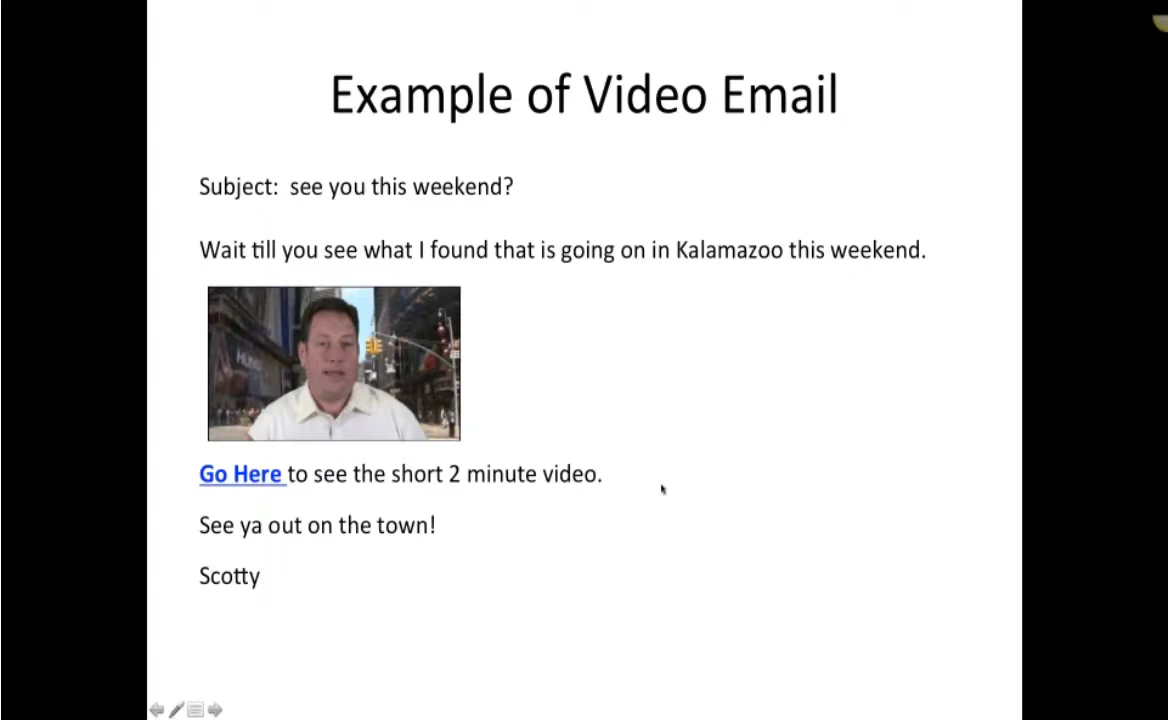 Example of Video Email
Subject:  see you this weekend?
Wait till you see what I found that is going on in Kalamazoo this weekend.
Go Here to see the short 2 minute video.
See ya out on the town!
Scotty